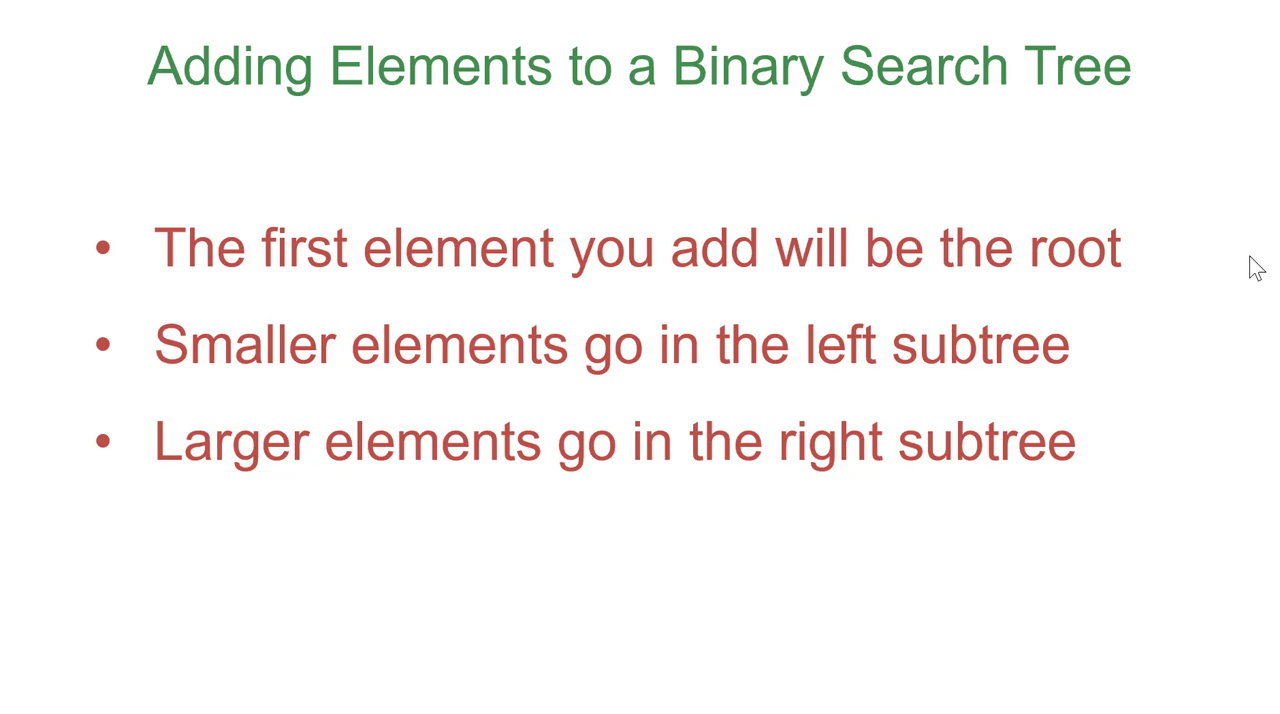 Adding Elements to a Binary Search Tree
• The first element you add will be the root
• Smaller elements go in the left subtree
• Larger elements go in the right subtree